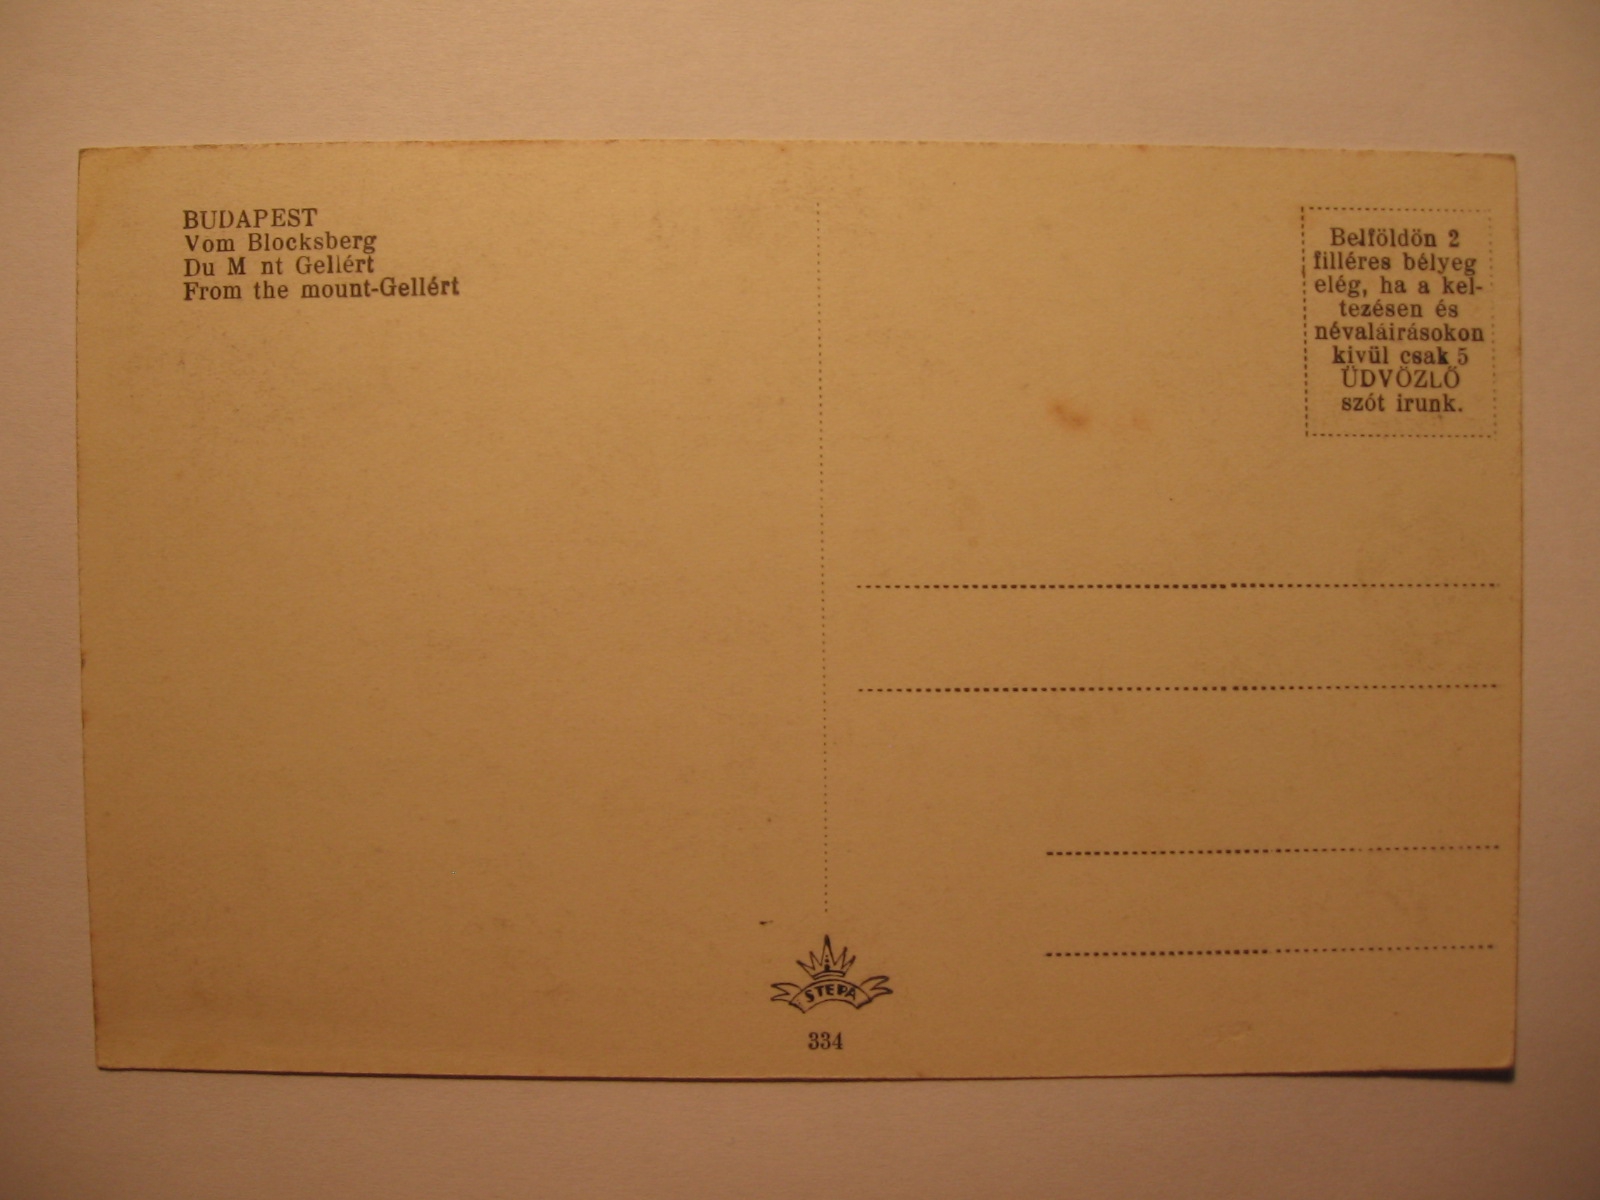 BUDAPEST
Vom Blocksberg
Du M nt Gellért
From the mount-Gellért
Belföldön 2
filléres bélyeg
elég, ha a kel-
tezésen és
névaláirásokon
kivül csak 5
ÜDVÖZLŐ
szót irunk.
STEPA
334